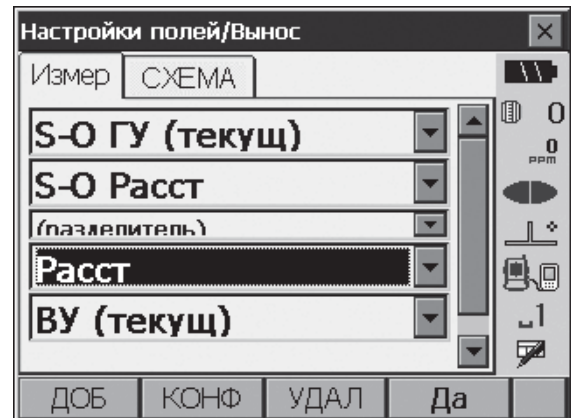 Настройки полей/Вынос
Измер
СХЕМА
S-O ГУ (текущ)
0
S-O Расст
0
PPM
(разделитель)
Расст
ВУ (текущ)
1
ДОБ
КОНФ
УДАЛ
Да